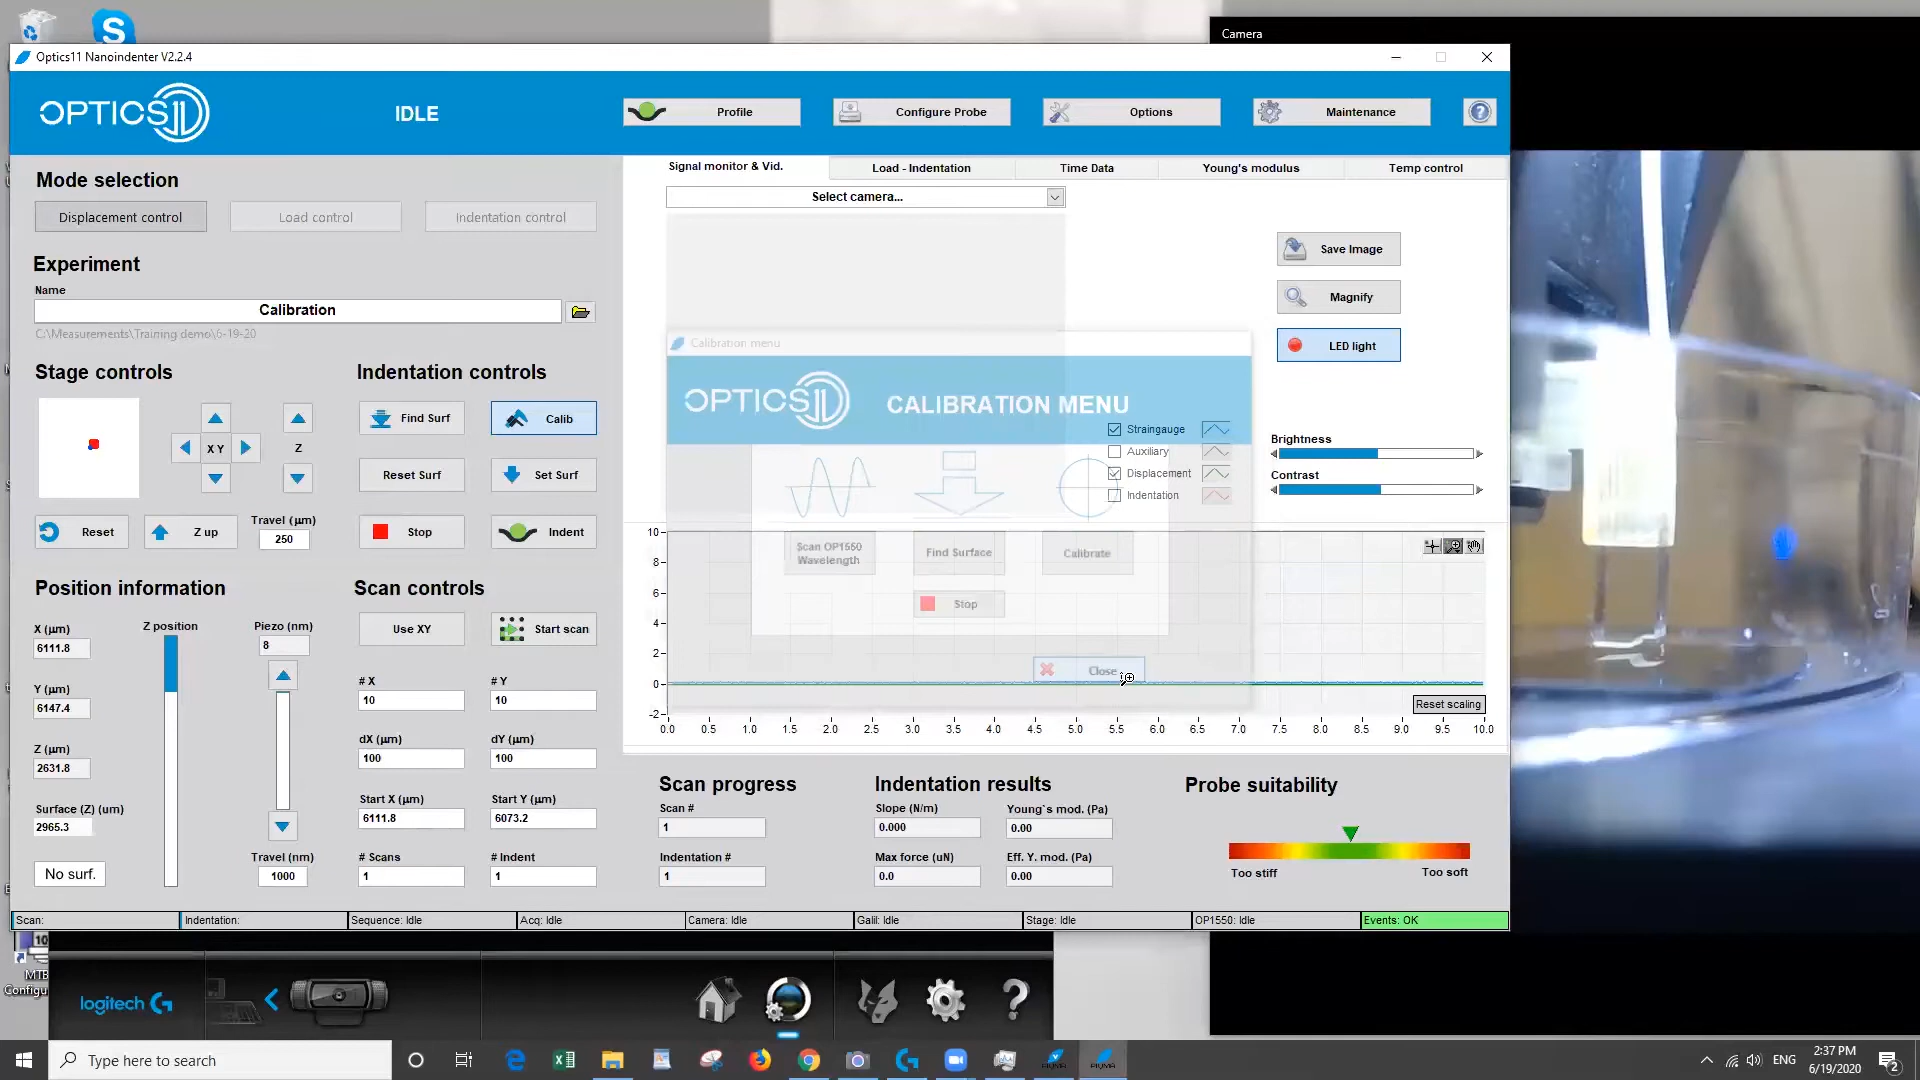 Camera
Optics11 Nanoindenter V2.2.4
OPTICS11
IDLE
Profile
Configure Probe
Options
Maintenance
Mode selection
Displacement control
Load control
Indentation control
Experiment
Name
Calibration
C:\Measurements\Training demo\6-19-20
Stage controls
X Y
Z
Reset
Z up
Travel (µm)
250
Indentation controls
Find Surf
Calib
Reset Surf
Set Surf
Stop
Indent
Position information
X (µm)
6111.8
Y (µm)
6147.4
Z (µm)
2631.8
Surface (Z) (um)
2965.3
No surf.
Z position
Piezo (nm)
8
Travel (nm)
1000
Scan controls
Use XY
Start scan
# X
10
# Y
10
dX (µm)
100
dY (µm)
100
Start X (µm)
6111.8
Start Y (µm)
6073.2
# Scans
1
# Indent
1
Signal monitor & Vid.
Load - Indentation
Time Data
Young's modulus
Temp control
Select camera...
Save Image
Magnify
LED light
Brightness
Contrast
Calibration menu
OPTICS11
CALIBRATION MENU
Straingauge
Auxiliary
Displacement
Indentation
Scan OP1550
Wavelength
Find Surface
Calibrate
Stop
Close
10
8
6
4
2
0
-2
0.0 0.5 1.0 1.5 2.0 2.5 3.0 3.5 4.0 4.5 5.0 5.5 6.0 6.5 7.0 7.5 8.0 8.5 9.0 9.5 10.0
Reset scaling
Scan progress
Scan #
1
Indentation #
1
Indentation results
Slope (N/m)
0.000
Young`s mod. (Pa)
0.00
Max force (uN)
0.0
Eff. Y. mod. (Pa)
0.00
Probe suitability
Too stiff
Too soft
Scan:
Indentation:
Sequence: Idle
Acq: Idle
Camera: Idle
Galil: Idle
Stage: Idle
OP1550: Idle
Events: OK
MTB
Configu
logitech G
Type here to search
ENG
2:37 PM
6/19/2020
2